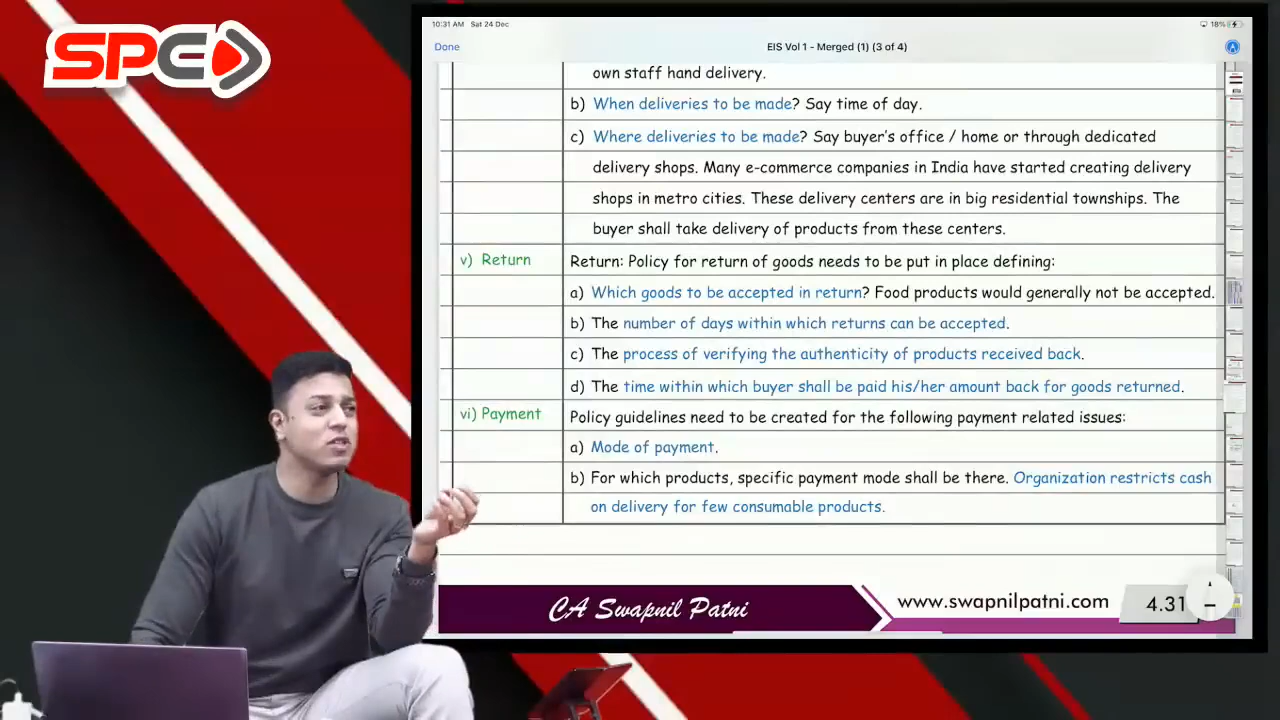 SPC
10:31 AM Sat 24 Dec
18%
Done
EIS Vol 1 - Merged (1) (3 of 4)
own staff hand delivery.
b) When deliveries to be made? Say time of day.
c) Where deliveries to be made? Say buyer's office / home or through dedicated
delivery shops. Many e-commerce companies in India have started creating delivery
shops in metro cities. These delivery centers are in big residential townships. The
buyer shall take delivery of products from these centers.
v) Return
Return: Policy for return of goods needs to be put in place defining:
a) Which goods to be accepted in return? Food products would generally not be accepted.
b) The number of days within which returns can be accepted.
c) The process of verifying the authenticity of products received back.
d) The time within which buyer shall be paid his/her amount back for goods returned.
vi) Payment
Policy guidelines need to be created for the following payment related issues:
a) Mode of payment.
b) For which products, specific payment mode shall be there. Organization restricts cash
on delivery for few consumable products.
CA Swapnil Patni
www.swapnilpatni.com
4.31